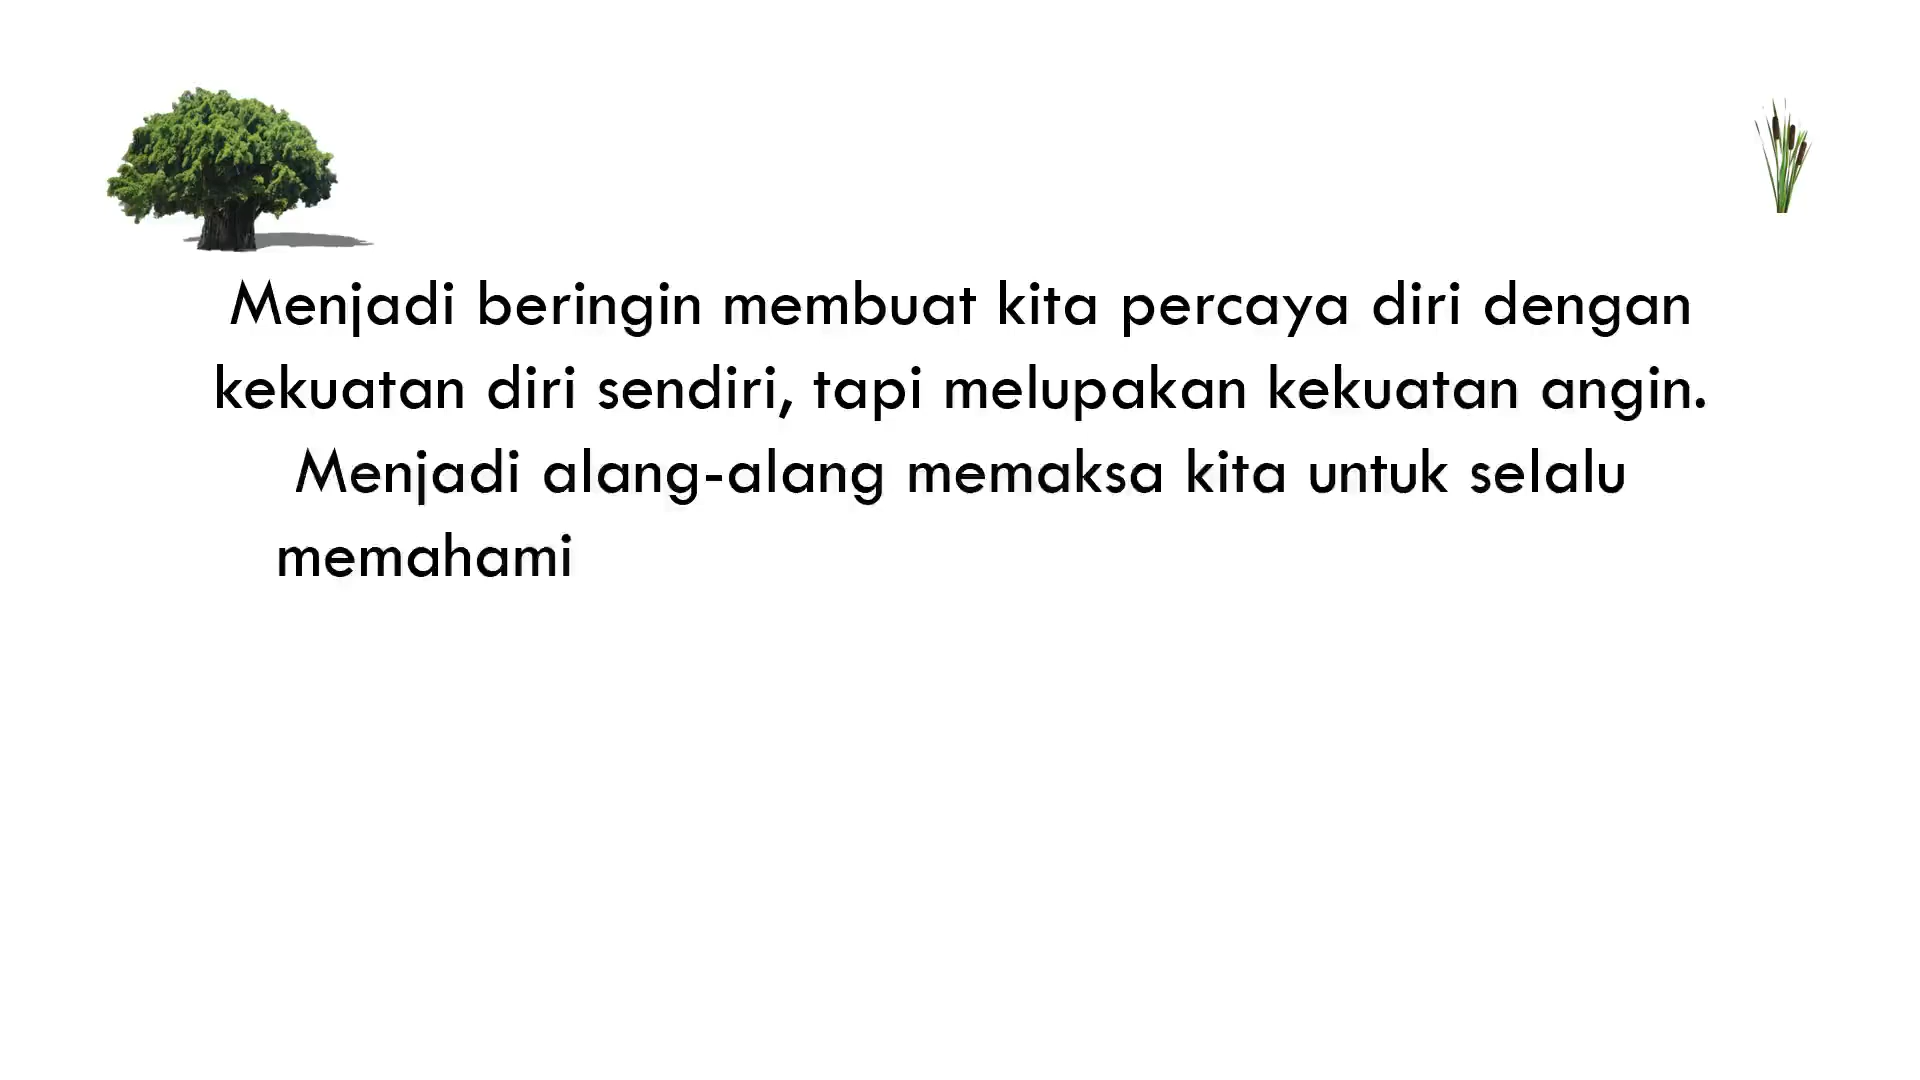 Menjadi beringin membuat kita percaya diri dengan
kekuatan diri sendiri, tapi melupakan kekuatan angin.
Menjadi alang-alang memaksa kita untuk selalu
memahami